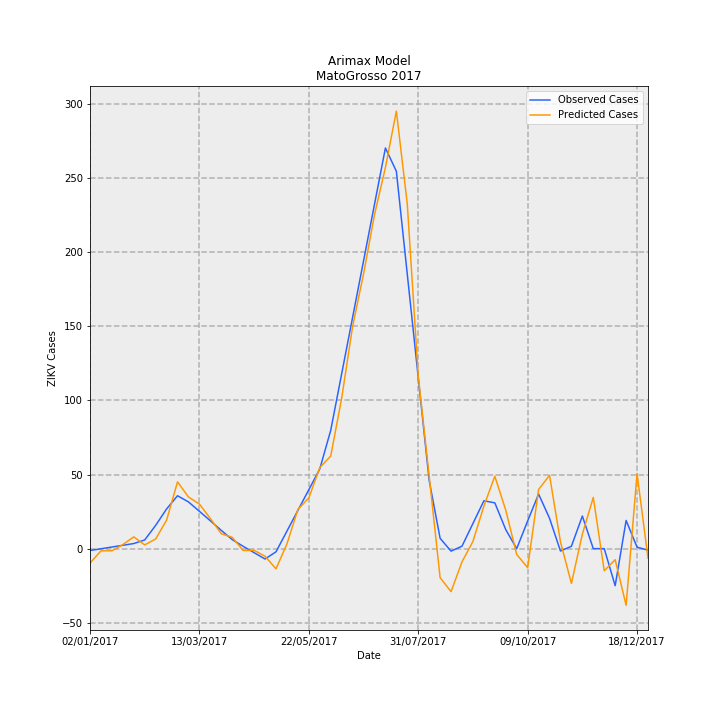 Arimax Model
MatoGrosso 2017
Observed Cases
Predicted Cases
300
250
200
150
100
50
0
−50
ZIKV Cases
02/01/2017
13/03/2017
22/05/2017
31/07/2017
09/10/2017
18/12/2017
Date